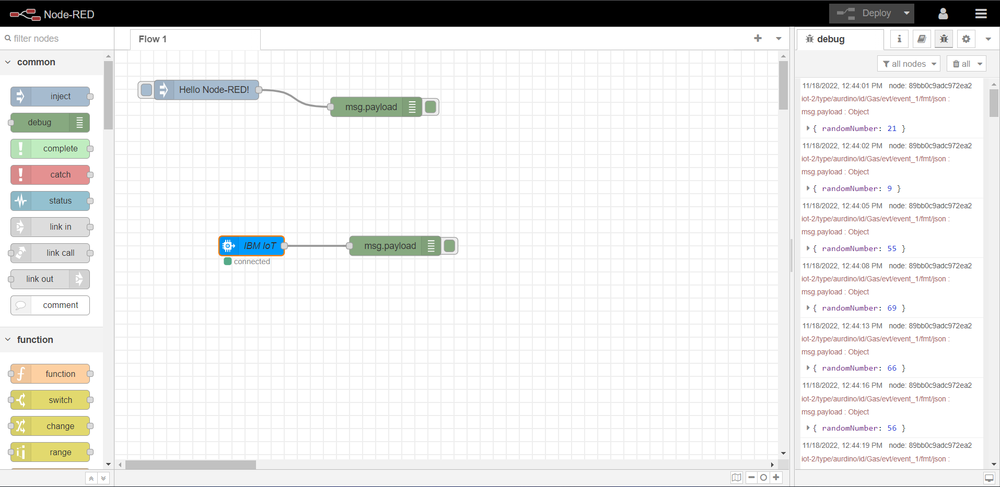 Node-RED
Deploy
filter nodes
Flow 1
debug
i
all nodes
all
common
inject
debug
complete
catch
status
link in
link call
link out
comment
function
function
switch
change
range
Hello Node-RED!
msg.payload
IBM IoT
connected
msg.payload
11/18/2022, 12:44:01 PM node: 89bb0c9adc972ea2
iot-2/type/aurdino/id/Gas/evt/event_1/fmt/json :
msg.payload : Object
{ randomNumber: 21 }
11/18/2022, 12:44:02 PM node: 89bb0c9adc972ea2
iot-2/type/aurdino/id/Gas/evt/event_1/fmt/json :
msg.payload : Object
{ randomNumber: 9 }
11/18/2022, 12:44:05 PM node: 89bb0c9adc972ea2
iot-2/type/aurdino/id/Gas/evt/event_1/fmt/json :
msg.payload : Object
{ randomNumber: 55 }
11/18/2022, 12:44:08 PM node: 89bb0c9adc972ea2
iot-2/type/aurdino/id/Gas/evt/event_1/fmt/json :
msg.payload : Object
{ randomNumber: 69 }
11/18/2022, 12:44:13 PM node: 89bb0c9adc972ea2
iot-2/type/aurdino/id/Gas/evt/event_1/fmt/json :
msg.payload : Object
{ randomNumber: 66 }
11/18/2022, 12:44:16 PM node: 89bb0c9adc972ea2
iot-2/type/aurdino/id/Gas/evt/event_1/fmt/json :
msg.payload : Object
{ randomNumber: 56 }
11/18/2022, 12:44:19 PM node: 89bb0c9adc972ea2
iot-2/type/aurdino/id/Gas/evt/event_1/fmt/json :